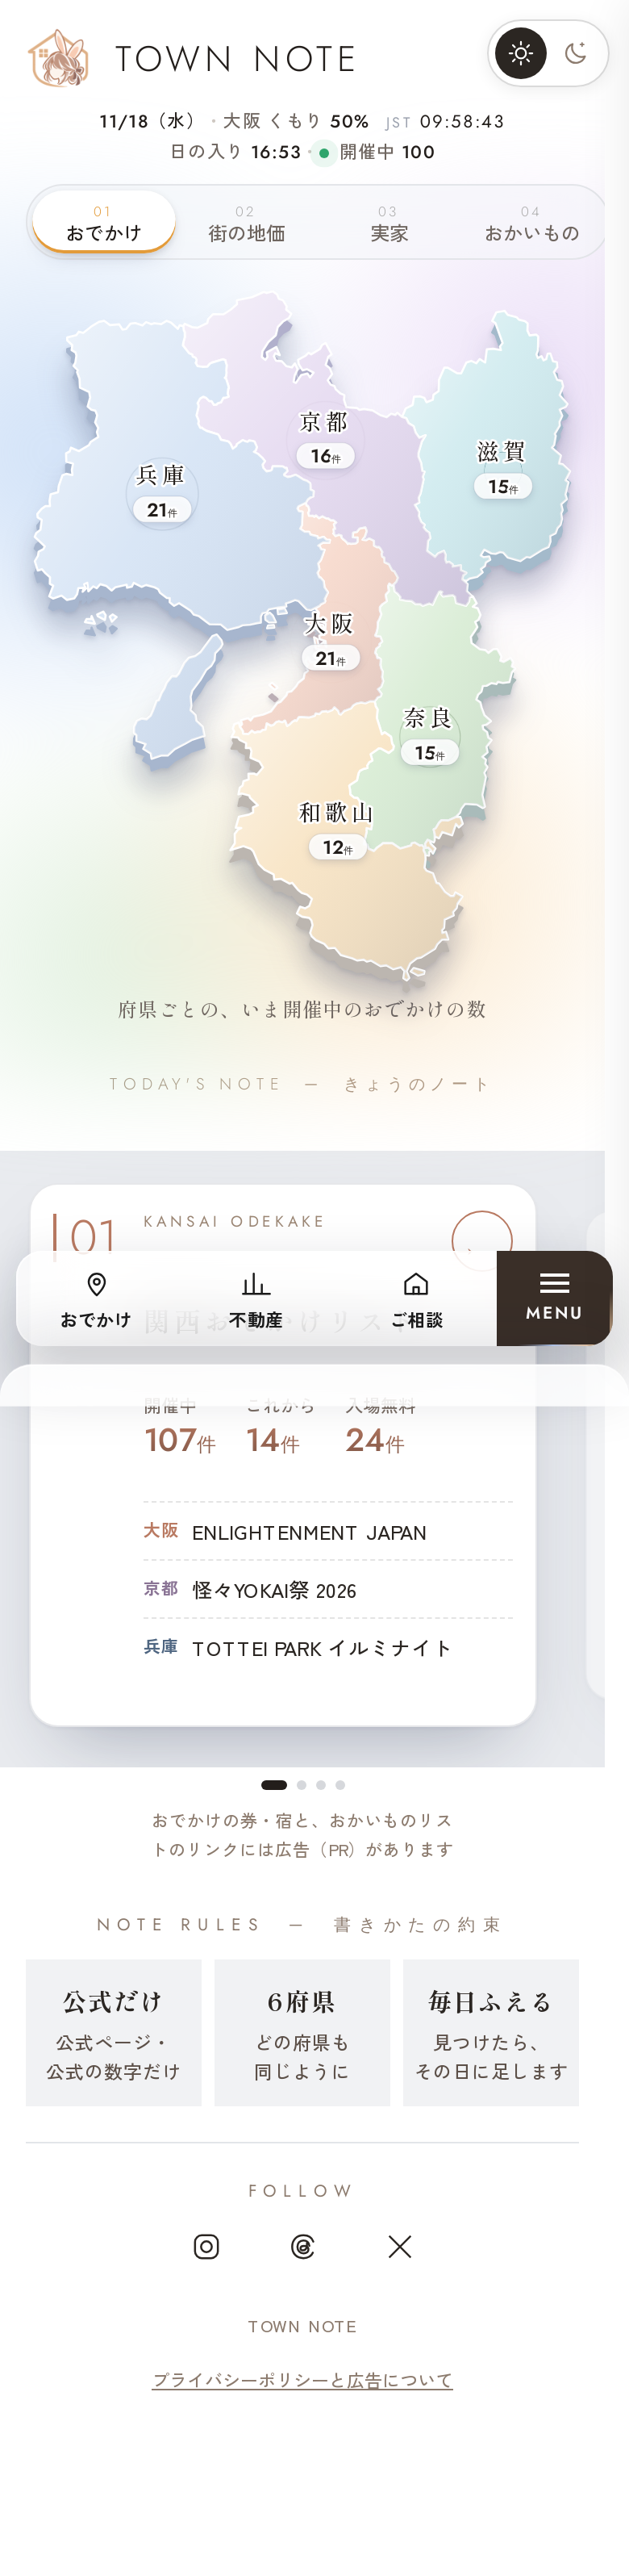 TOWN NOTE
11/18（水）・大阪 くもり 50% JST 09:58:43
日の入り 16:53 ・ 開催中 100
01 02 03 04
おでかけ 街の地価 実家 おかいもの
京都
16件
滋賀
15件
兵庫
21件
大阪
21件
奈良
15件
和歌山
12件
府県ごとの、いま開催中のおでかけの数
TODAY'S NOTE — きょうのノート
01
KANSAI ODEKAKE
おでかけ 不動産 ご相談 MENU
開催中 これから 入場無料
107件 14件 24件
大阪 ENLIGHTENMENT JAPAN
京都 怪々YOKAI祭 2026
兵庫 TOTTEI PARK イルミナイト
おでかけの券・宿と、おかいものリス
トのリンクには広告（PR）があります
NOTE RULES — 書きかたの約束
公式だけ
公式ページ・
公式の数字だけ
6府県
どの府県も
同じように
毎日ふえる
見つけたら、
その日に足します
FOLLOW
TOWN NOTE
プライバシーポリシーと広告について